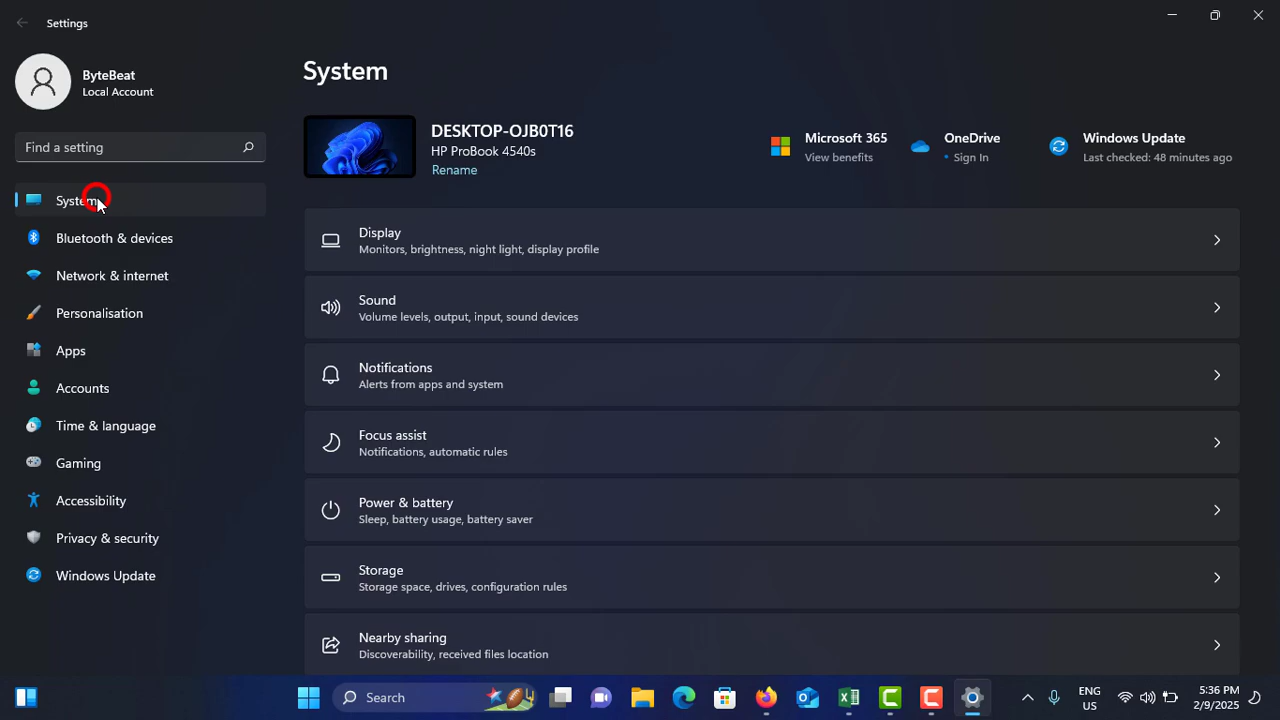 Settings
ByteBeat
Local Account
Find a setting
System
Bluetooth & devices
Network & internet
Personalisation
Apps
Accounts
Time & language
Gaming
Accessibility
Privacy & security
Windows Update
System
DESKTOP-OJB0T16
HP ProBook 4540s
Rename
Microsoft 365
View benefits
OneDrive
• Sign In
Windows Update
Last checked: 48 minutes ago
Display
Monitors, brightness, night light, display profile
Sound
Volume levels, output, input, sound devices
Notifications
Alerts from apps and system
Focus assist
Notifications, automatic rules
Power & battery
Sleep, battery usage, battery saver
Storage
Storage space, drives, configuration rules
Nearby sharing
Discoverability, received files location
Search
ENG
US
5:36 PM
2/9/2025